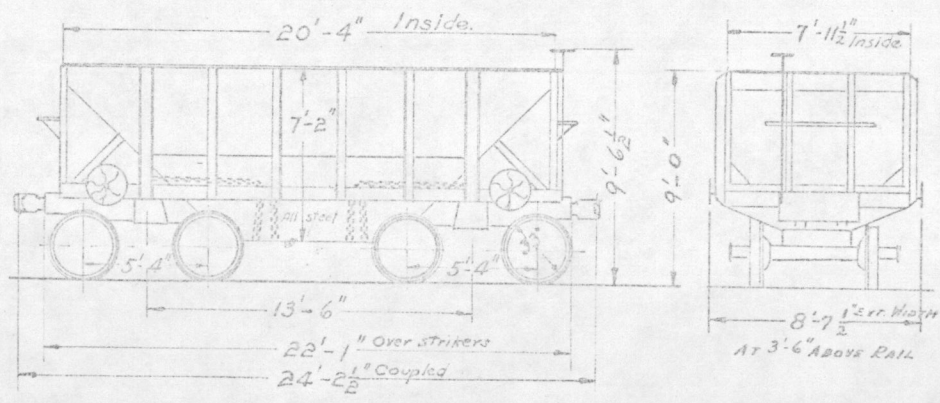 20'-4" Inside.
7'-11½" Inside
7'-2"
9'-6½"
9'-0"
All steel
5'-4"
5'-4"
13'-6"
8'-7½" Ext. Width
22'-1" Over strikers
At 3'-6" Above Rail
24'-2½" Coupled